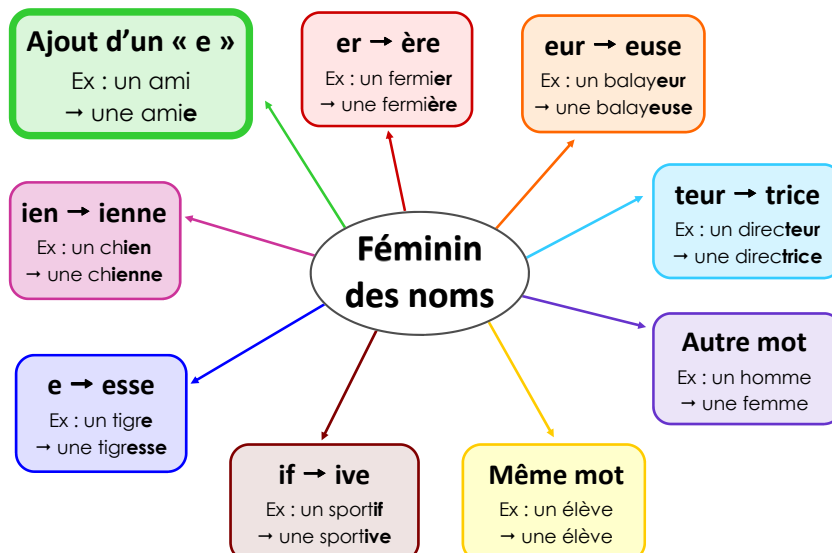 Ajout d'un « e »
Ex : un ami
→ une amie
er → ère
Ex : un fermier
→ une fermière
eur → euse
Ex : un balayeur
→ une balayeuse
ien → ienne
Ex : un chien
→ une chienne
Féminin
des noms
teur → trice
Ex : un directeur
→ une directrice
e → esse
Ex : un tigre
→ une tigresse
Autre mot
Ex : un homme
→ une femme
if → ive
Ex : un sportif
→ une sportive
Même mot
Ex : un élève
→ une élève